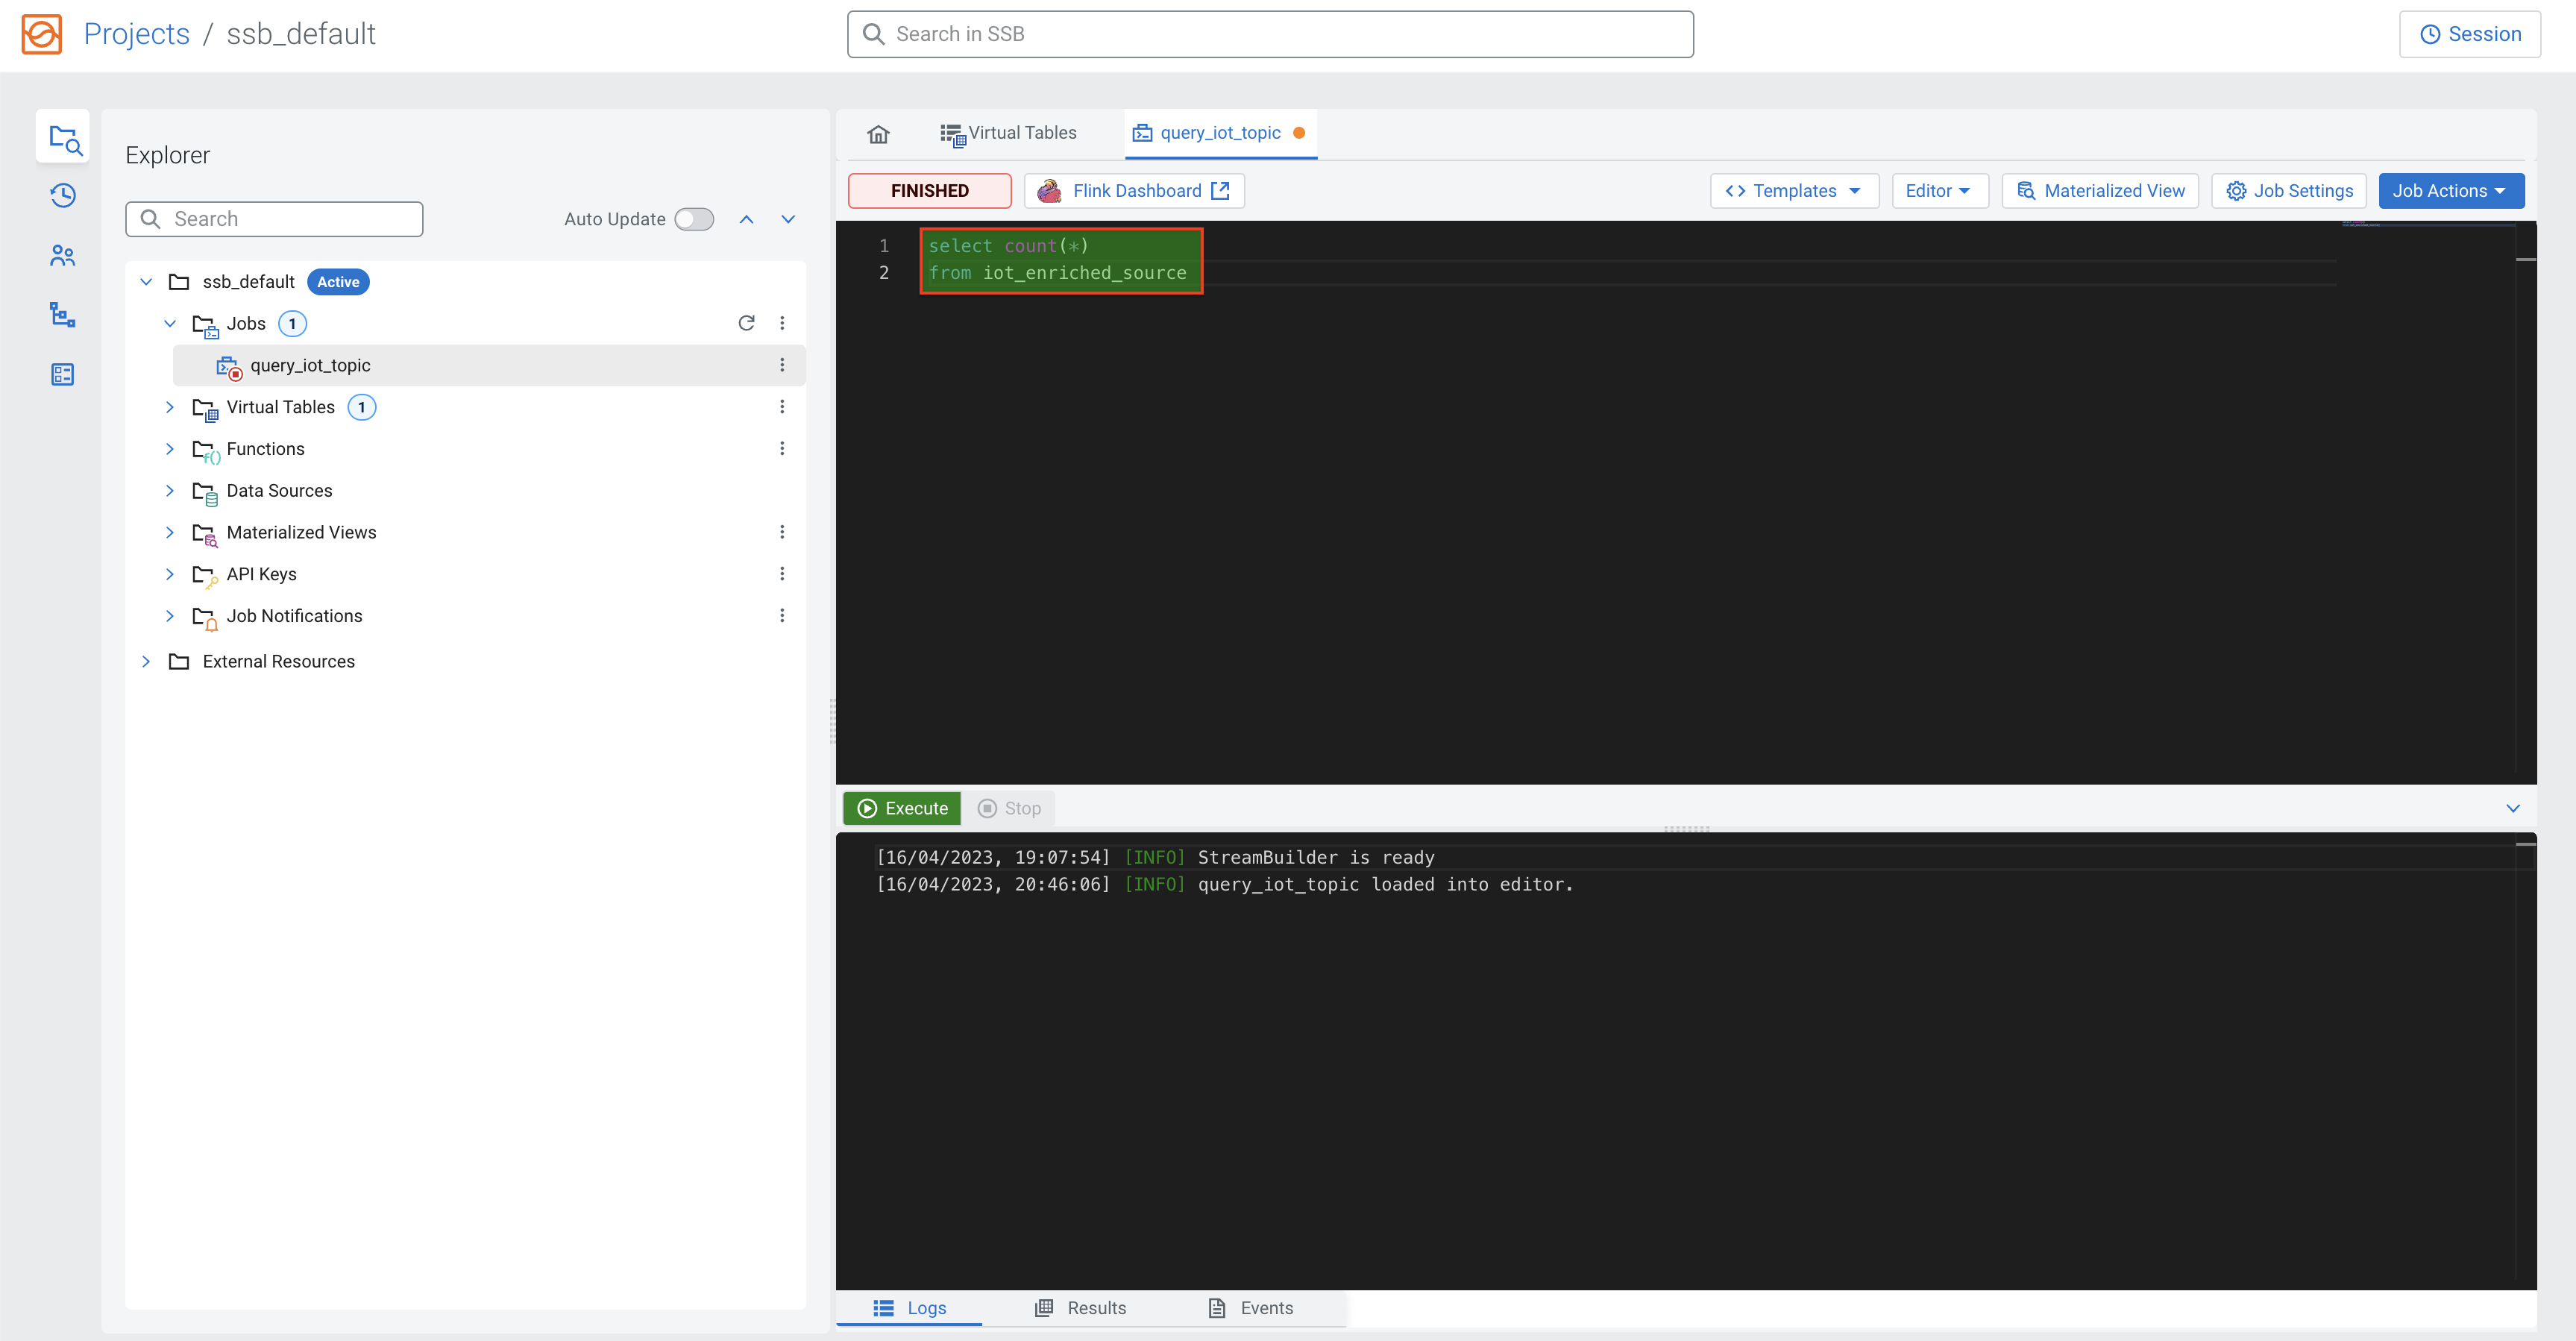 Projects / ssb_default
Search in SSB
Session
Explorer
Search
Auto Update
ssb_default Active
Jobs 1
query_iot_topic
Virtual Tables 1
Functions
Data Sources
Materialized Views
API Keys
Job Notifications
External Resources
Virtual Tables
query_iot_topic
FINISHED
Flink Dashboard
Templates
Editor
Materialized View
Job Settings
Job Actions
1 select count(*)
2 from iot_enriched_source
Execute
Stop
[16/04/2023, 19:07:54] [INFO] StreamBuilder is ready
[16/04/2023, 20:46:06] [INFO] query_iot_topic loaded into editor.
Logs
Results
Events